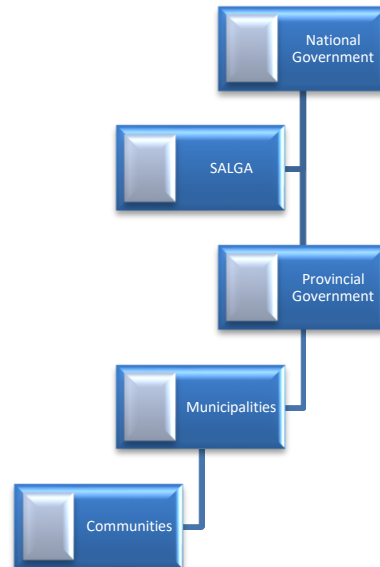 National
Government
SALGA
Provincial
Government
Municipalities
Communities